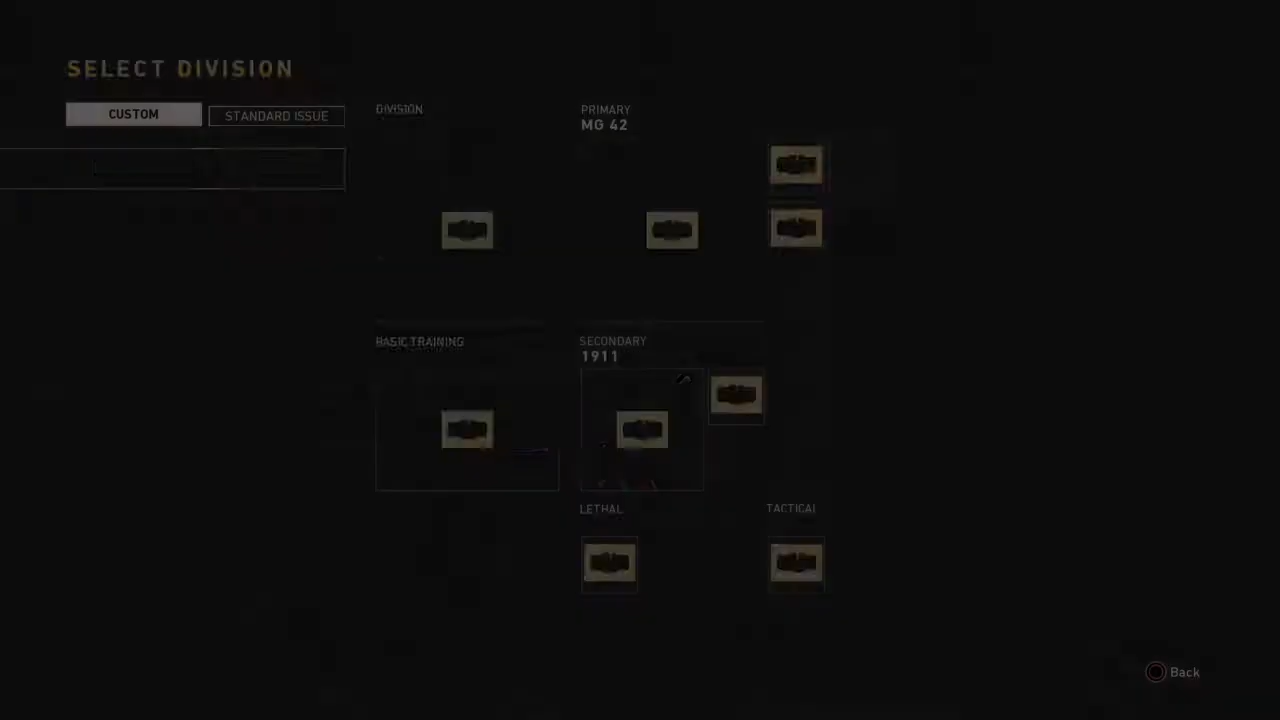 SELECT DIVISION
CUSTOM
STANDARD ISSUE
DIVISION
PRIMARY
MG 42
BASIC TRAINING
SECONDARY
1911
LETHAL
TACTICAL
Back